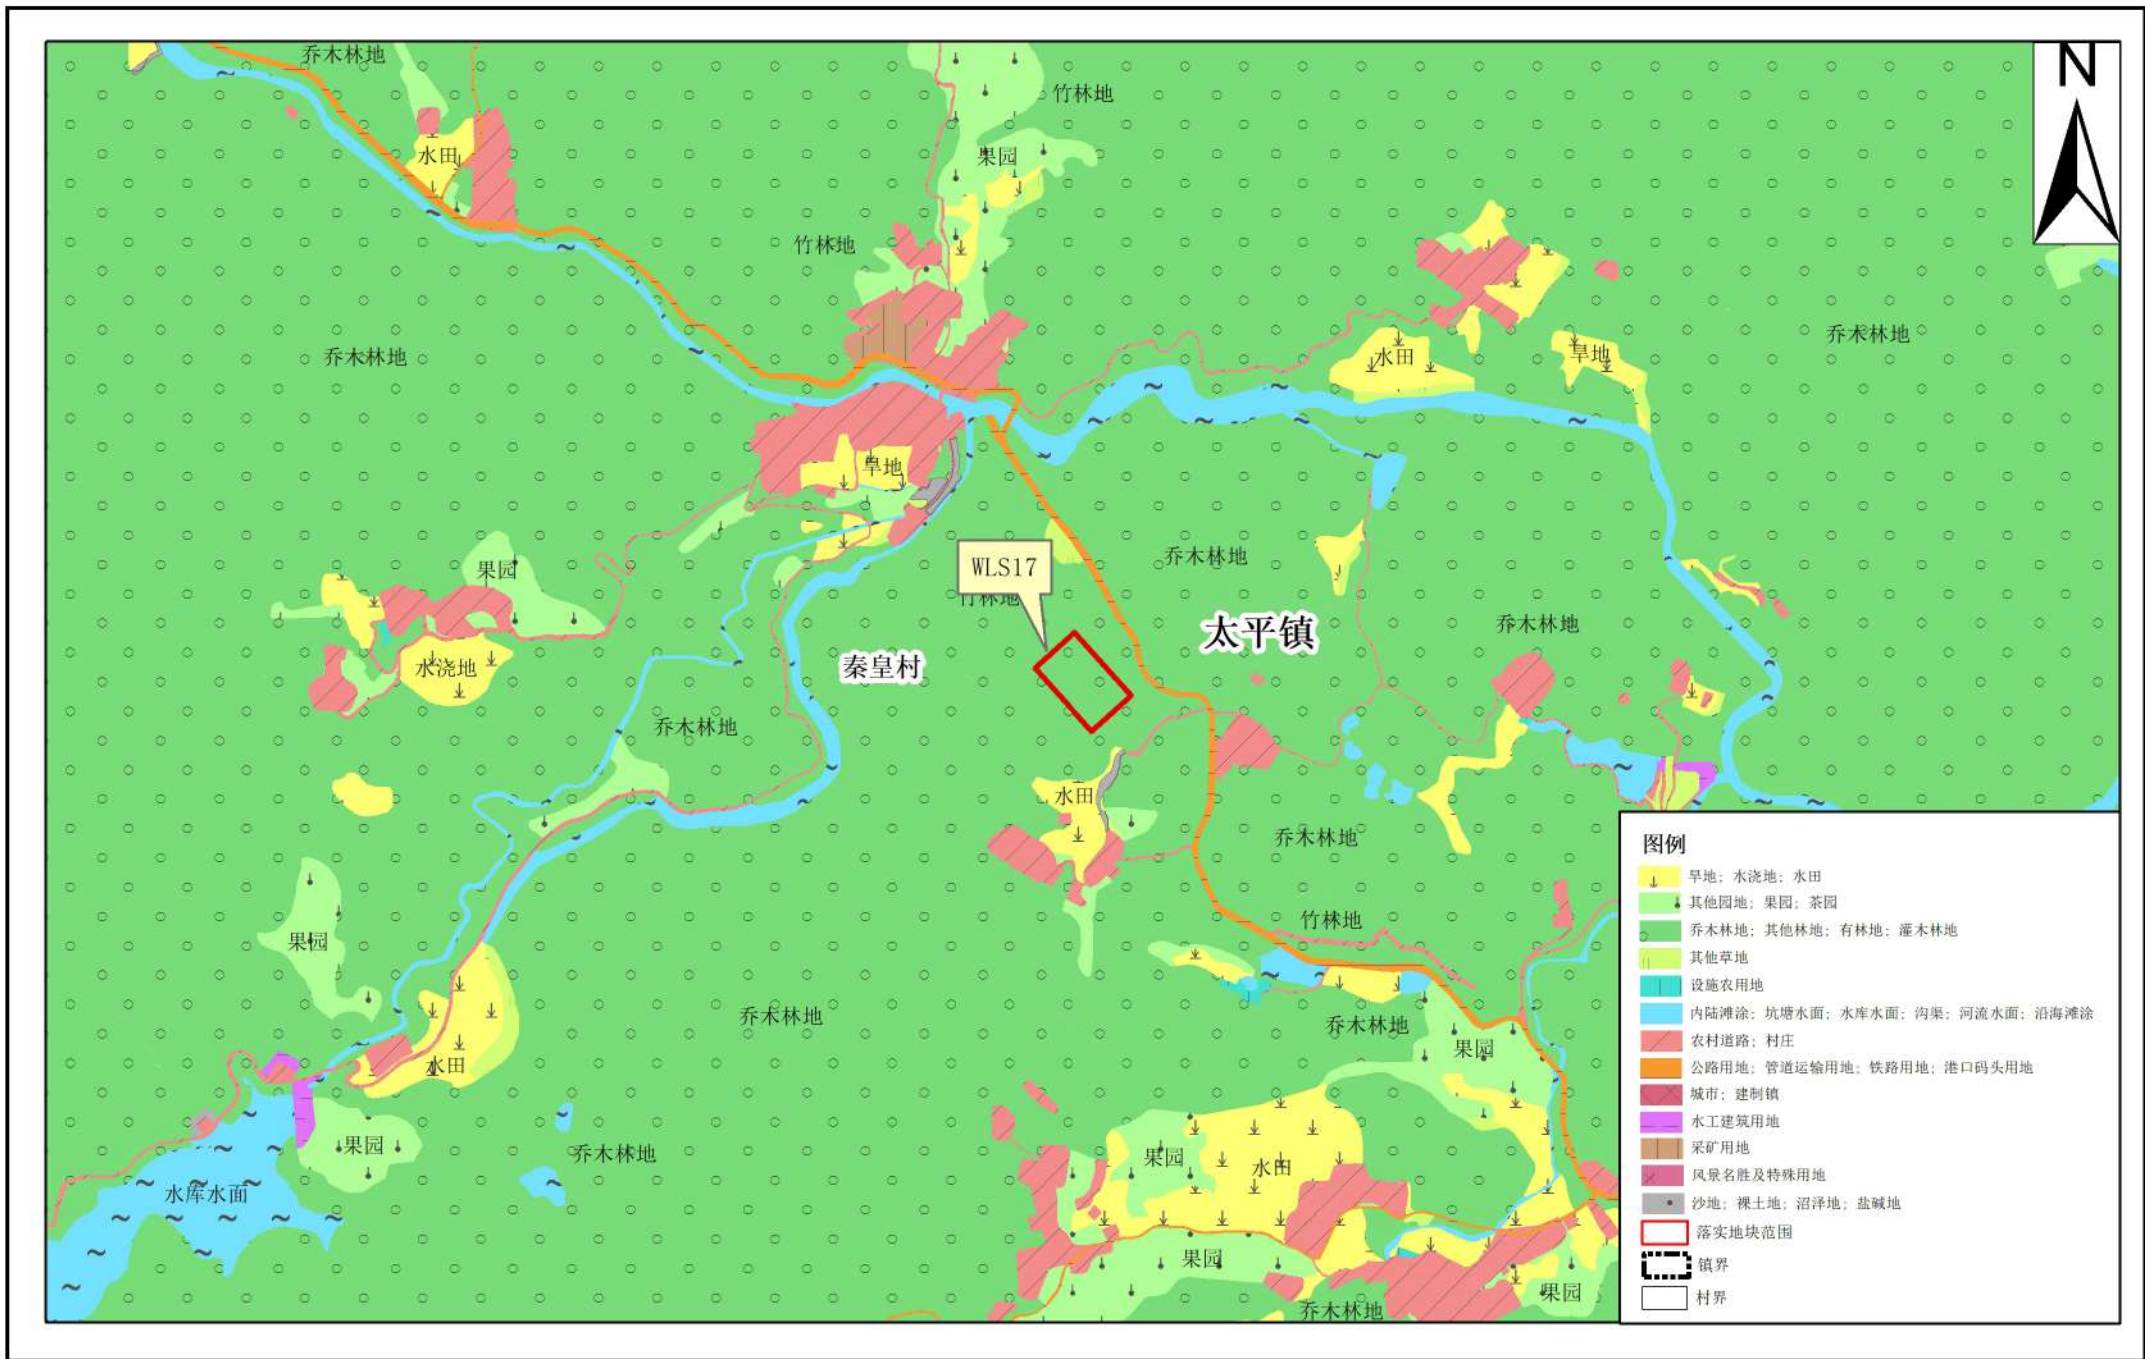 乔木林地
N
竹林地
水田
果园
竹林地
乔木林地
水田
旱地
乔木林地
旱地
乔木林地
WLS17
果园
竹林地
太平镇
乔木林地
水浇地
秦皇村
乔木林地
水田
乔木林地
果园
竹林地
乔木林地
乔木林地
果园
水田
果园
乔木林地
果园
水田
水库水面
果园
果园
乔木林地
图例
旱地；水浇地；水田
其他园地；果园；茶园
乔木林地；其他林地；有林地；灌木林地
其他草地
设施农用地
内陆滩涂；坑塘水面；水库水面；沟渠；河流水面；沿海滩涂
农村道路；村庄
公路用地；管道运输用地；铁路用地；港口码头用地
城市；建制镇
水工建筑用地
采矿用地
风景名胜及特殊用地
沙地；裸土地；沼泽地；盐碱地
落实地块范围
镇界
村界